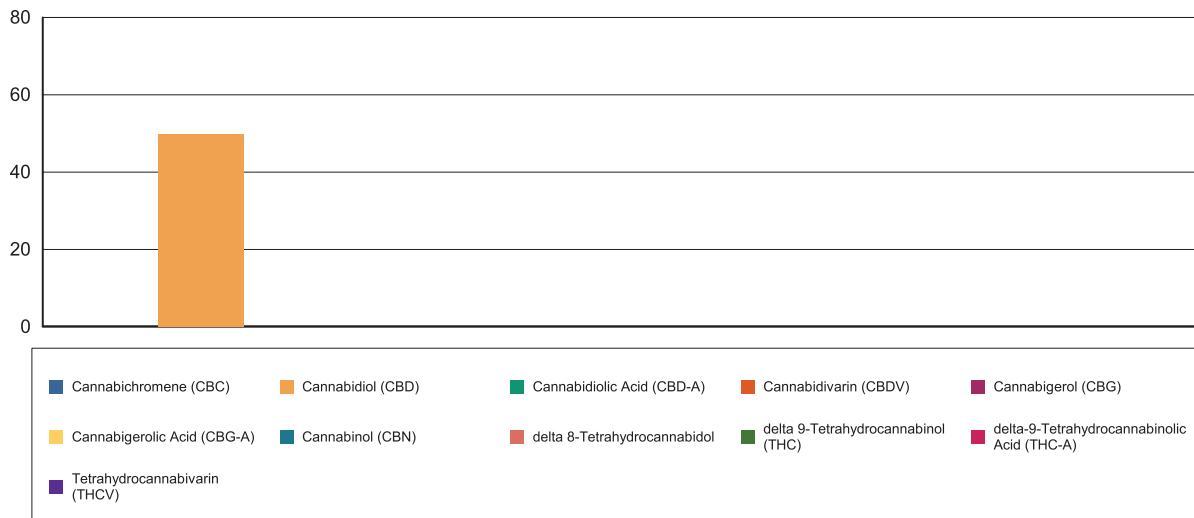 80
60
40
20
0
Cannabichromene (CBC)
Cannabidiol (CBD)
Cannabidiolic Acid (CBD-A)
Cannabidivarin (CBDV)
Cannabigerol (CBG)
Cannabigerolic Acid (CBG-A)
Cannabinol (CBN)
delta 8-Tetrahydrocannabidol
delta 9-Tetrahydrocannabinol
(THC)
delta-9-Tetrahydrocannabinolic
Acid (THC-A)
Tetrahydrocannabivarin
(THCV)